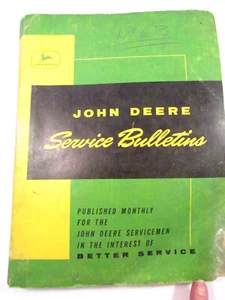 JOHN DEERE
Service Bulletins
PUBLISHED MONTHLY
FOR THE
JOHN DEERE SERVICEMEN
IN THE INTEREST OF
BETTER SERVICE